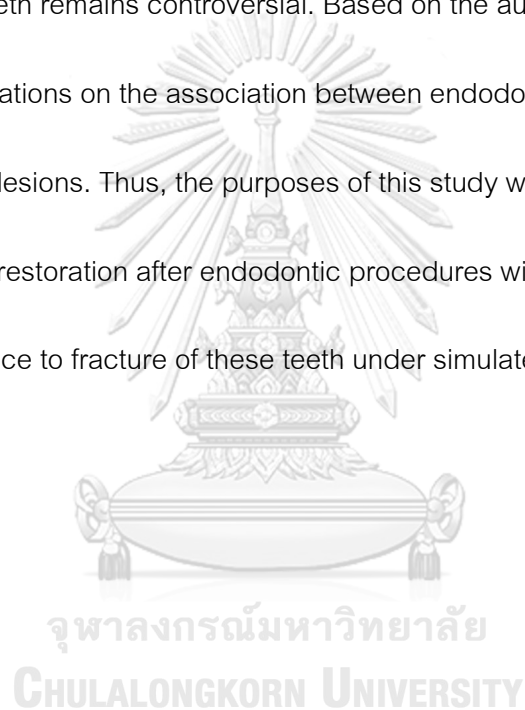 eth remains controversial. Based on the au
ations on the association between endodo
lesions. Thus, the purposes of this study w
restoration after endodontic procedures wi
ce to fracture of these teeth under simulate
จุฬาลงกรณ์มหาวิทยาลัย
CHULALONGKORN UNIVERSITY